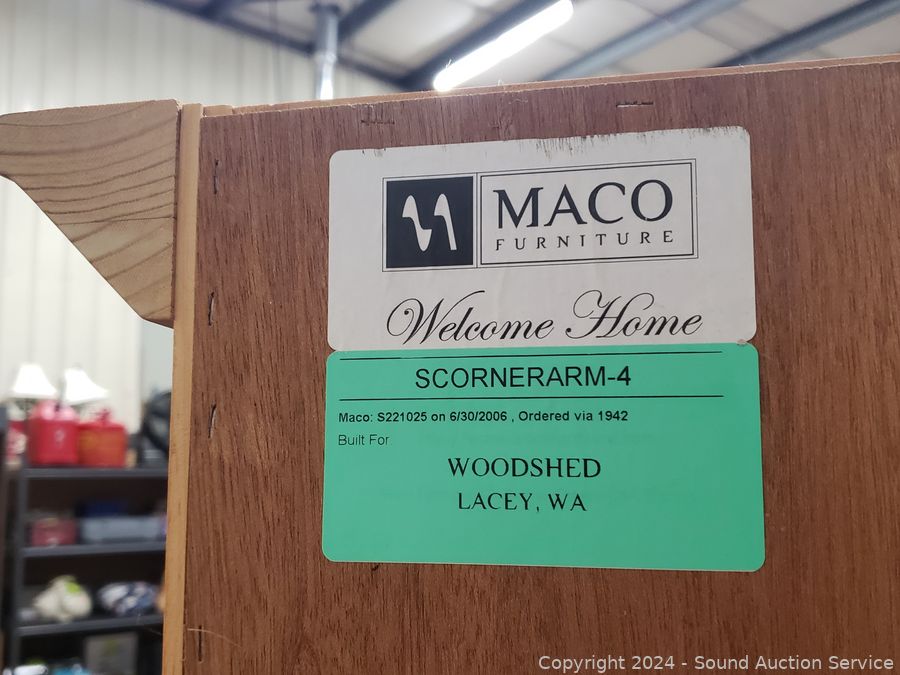 MACO
FURNITURE
Welcome Home
SCORNERARM-4
Maco: S221025 on 6/30/2006 , Ordered via 1942
Built For
WOODSHED
LACEY, WA
Copyright 2024 - Sound Auction Service